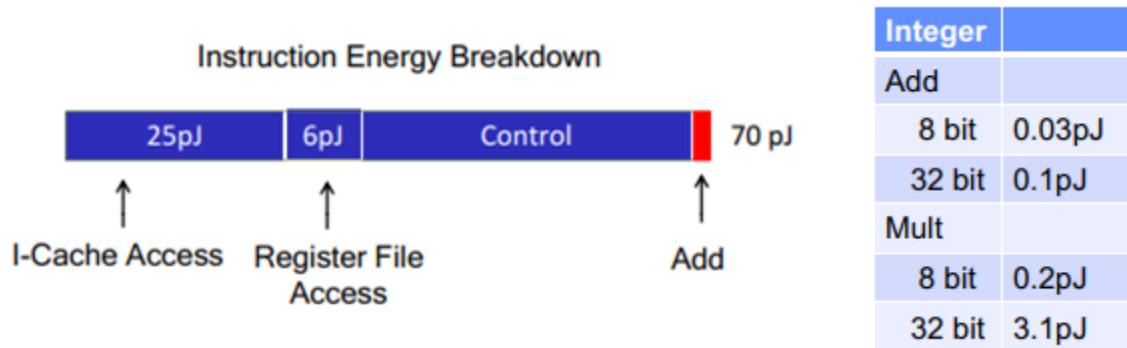 Instruction Energy Breakdown
25pJ 6pJ Control 70 pJ
I-Cache Access
Register File
Access
Add
Integer
Add
8 bit 0.03pJ
32 bit 0.1pJ
Mult
8 bit 0.2pJ
32 bit 3.1pJ